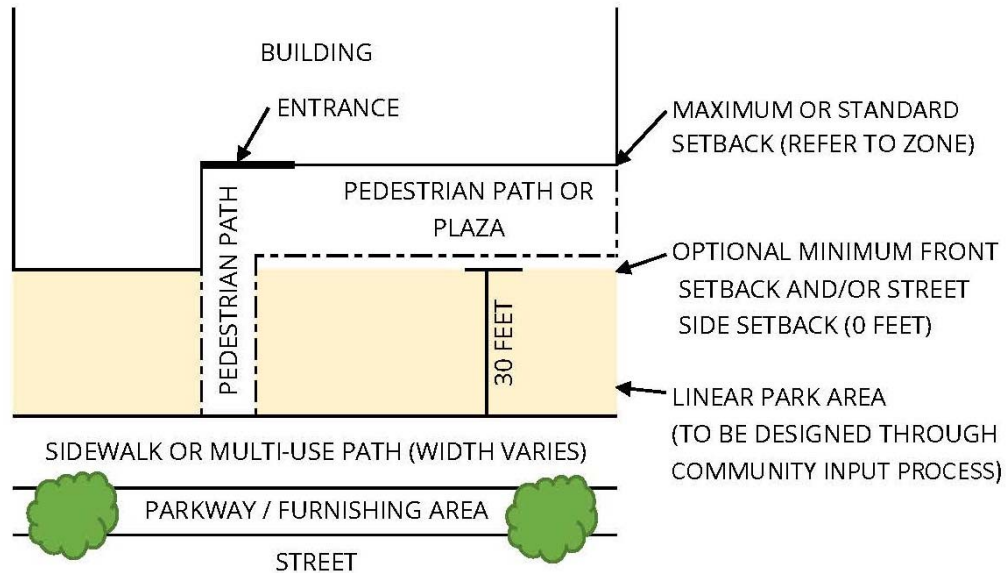 BUILDING
ENTRANCE
MAXIMUM OR STANDARD
SETBACK (REFER TO ZONE)
PEDESTRIAN PATH OR
PLAZA
PEDESTRIAN PATH
OPTIONAL MINIMUM FRONT
SETBACK AND/OR STREET
SIDE SETBACK (0 FEET)
30 FEET
LINEAR PARK AREA
(TO BE DESIGNED THROUGH
COMMUNITY INPUT PROCESS)
SIDEWALK OR MULTI-USE PATH (WIDTH VARIES)
PARKWAY / FURNISHING AREA
STREET